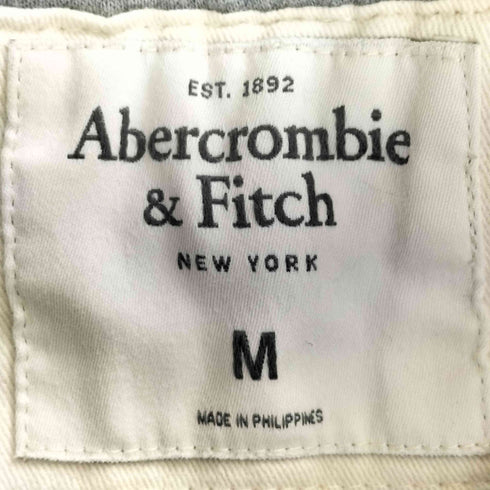 EST. 1892
Abercrombie
& Fitch
NEW YORK
M
MADE IN PHILIPPINES